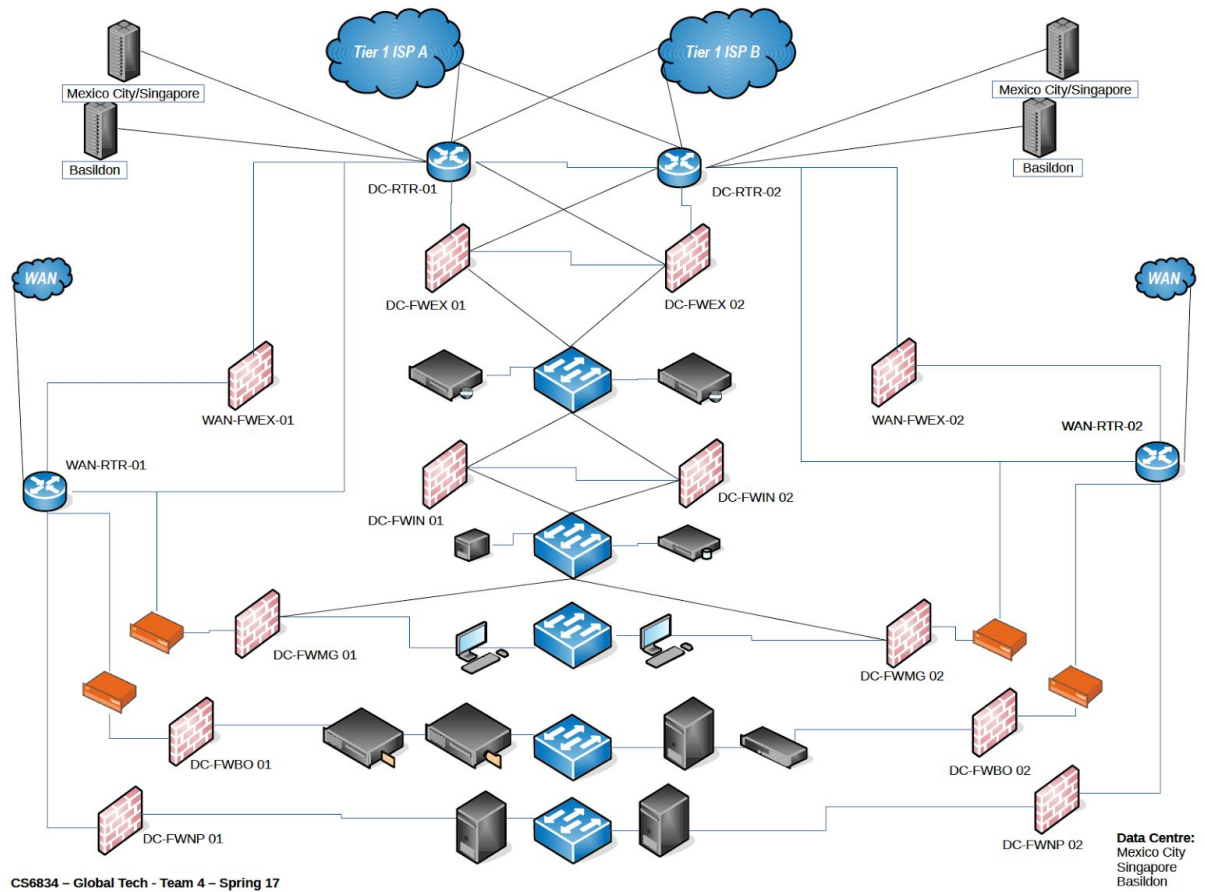 Tier 1 ISP A
Tier 1 ISP B
Mexico City/Singapore
Mexico City/Singapore
Basildon
Basildon
DC-RTR-01
DC-RTR-02
WAN
WAN
DC-FWEX 01
DC-FWEX 02
WAN-FWEX-01
WAN-FWEX-02
WAN-RTR-01
WAN-RTR-02
DC-FWIN 01
DC-FWIN 02
DC-FWMG 01
DC-FWMG 02
DC-FWBO 01
DC-FWBO 02
DC-FWNP 01
DC-FWNP 02
Data Centre:
Mexico City
Singapore
Basildon
CS6834 – Global Tech - Team 4 – Spring 17